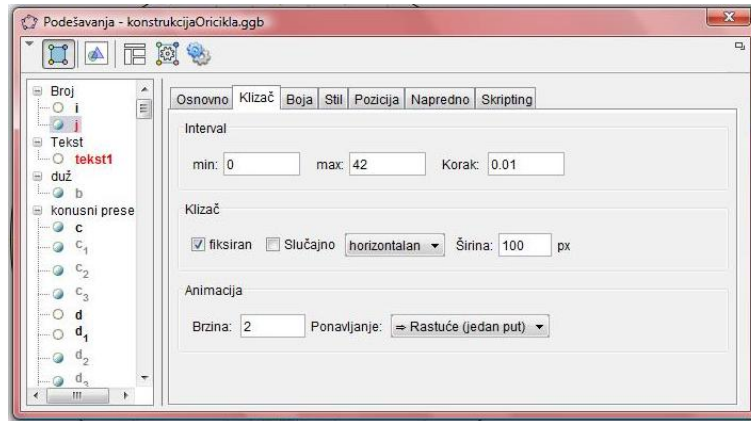 Podešavanja - konstrukcijaOricikla.ggb
Broj
i
j
Tekst
tekst1
duž
b
konusni prese
c
c1
c2
c3
d
d1
d2
d3
Osnovno Klizač Boja Stil Pozicija Napredno Skripting
Interval
min: 0 max: 42 Korak: 0.01
Klizač
fiksiran Slučajno horizontalan Širina: 100 px
Animacija
Brzina: 2 Ponavljanje: ⇒ Rastuće (jedan put)